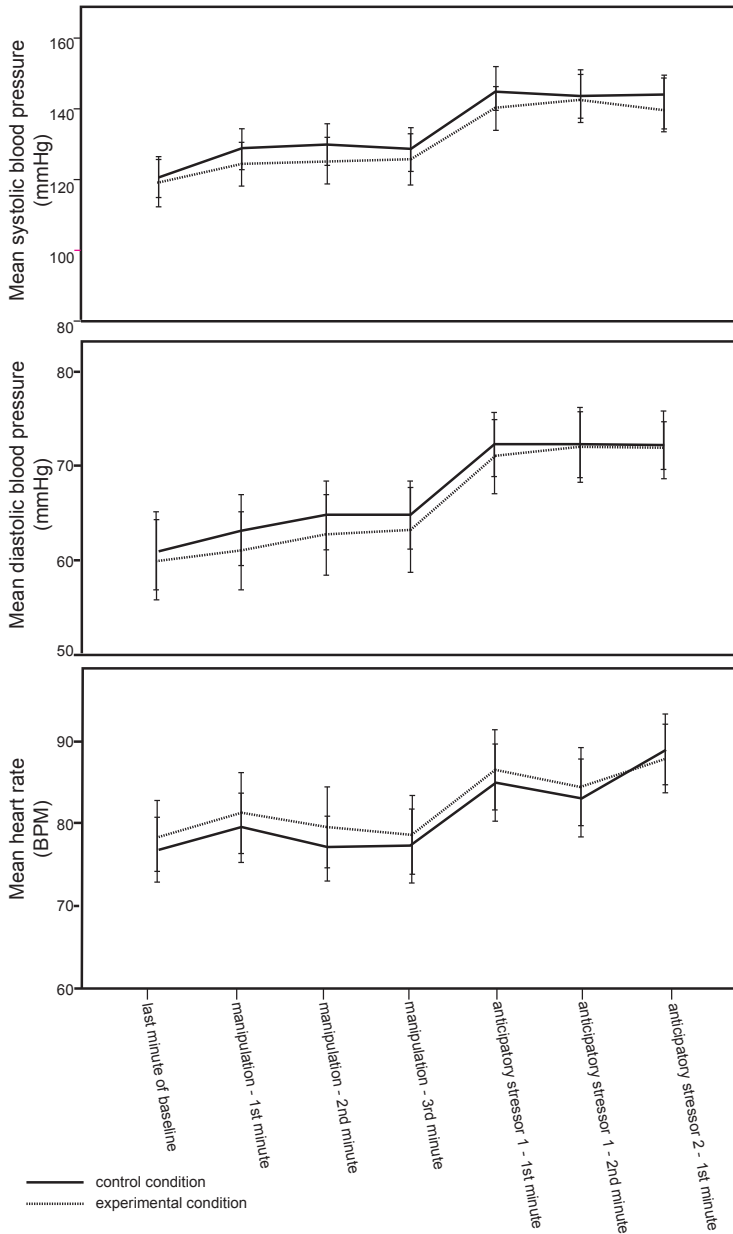 Mean systolic blood pressure
(mmHg)
160
140
120
100
80
Mean diastolic blood pressure
(mmHg)
80
70
60
50
Mean heart rate
(BPM)
90
80
70
60
last minute of baseline
manipulation - 1st minute
manipulation - 2nd minute
manipulation - 3rd minute
anticipatory stressor 1 - 1st minute
anticipatory stressor 1 - 2nd minute
anticipatory stressor 2 - 1st minute
control condition
experimental condition